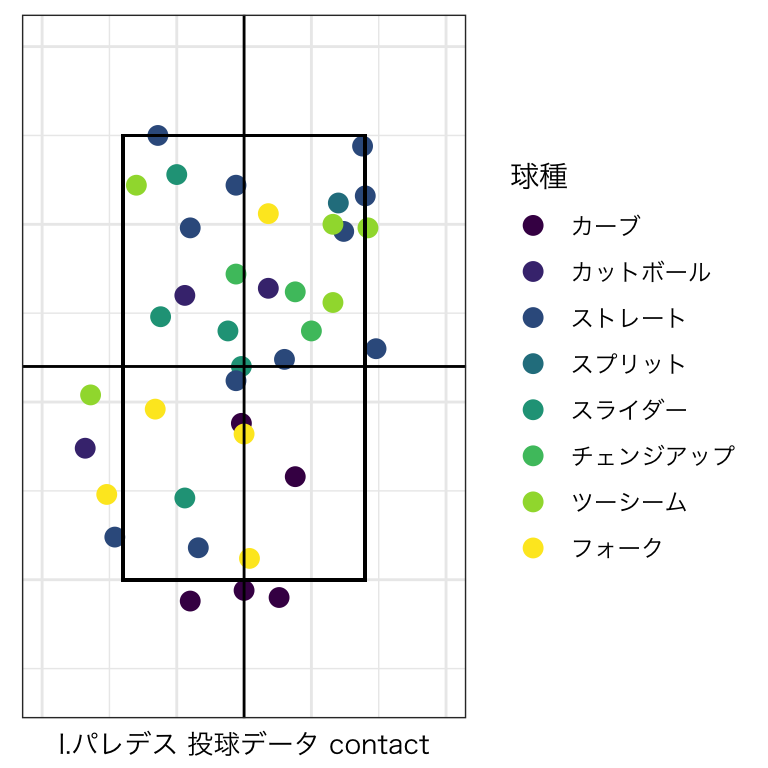 球種
カーブ
カットボール
ストレート
スプリット
スライダー
チェンジアップ
ツーシーム
フォーク
I.パレデス 投球データ contact